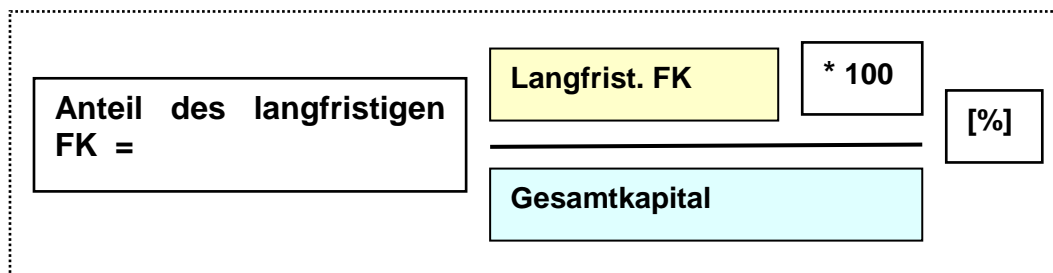 Anteil des langfristigen
FK =
Langfrist. FK
* 100
[%]
Gesamtkapital